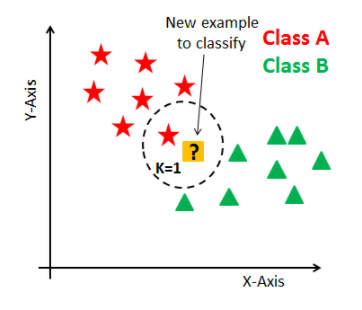 New example
to classify
Class A
Class B
Y-Axis
?
K=1
X-Axis